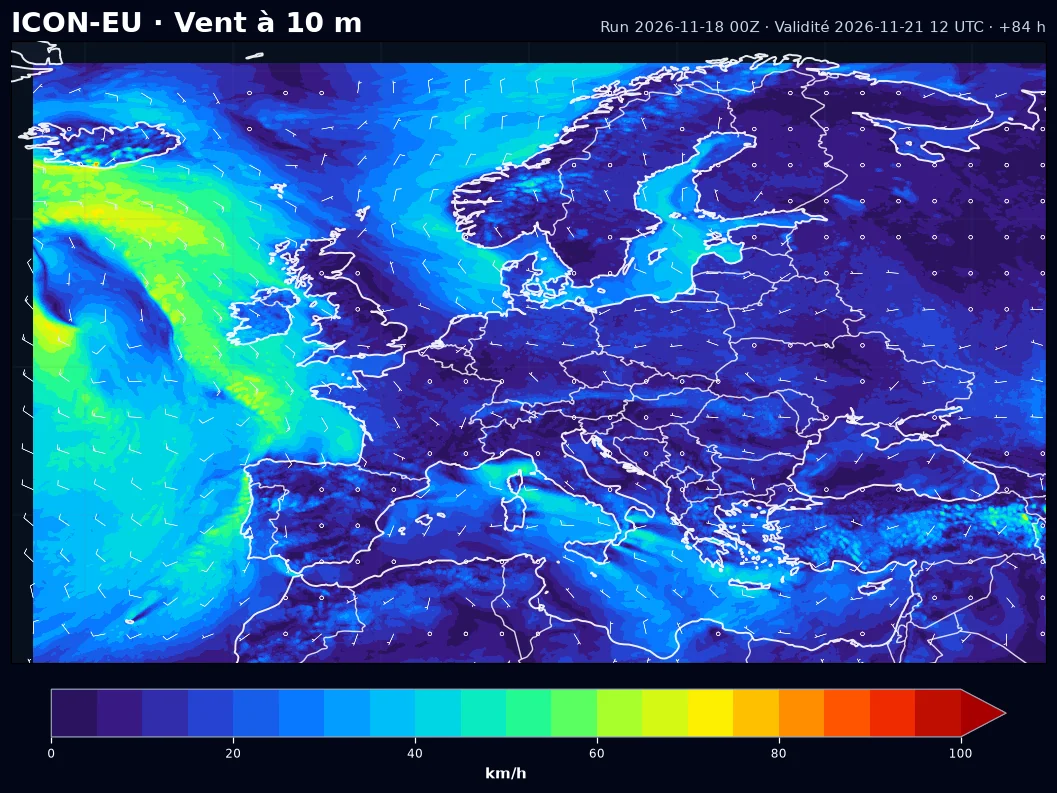 ICON-EU · Vent à 10 m
Run 2026-11-18 00Z · Validité 2026-11-21 12 UTC · +84 h
0 20 40 60 80 100
km/h